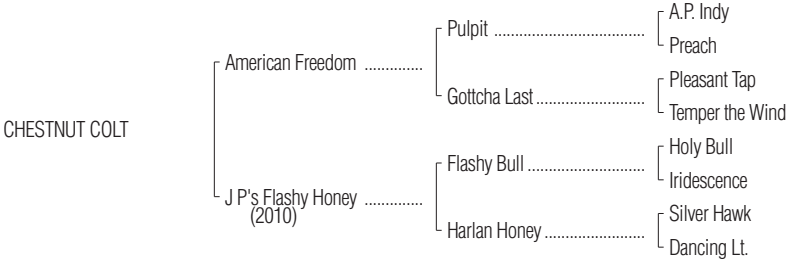 A.P. Indy
Pulpit ....................................
Preach
American Freedom ..............
Pleasant Tap
Gottcha Last ..........................
Temper the Wind
CHESTNUT COLT
Holy Bull
Flashy Bull ............................
Iridescence
J P's Flashy Honey ..............
(2010)
Silver Hawk
Harlan Honey ........................
Dancing Lt.